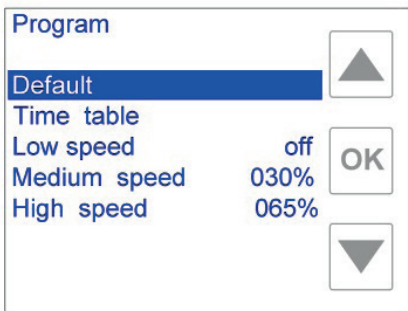 Program
Default
Time table
Low speed off
Medium speed 030%
OK
High speed 065%